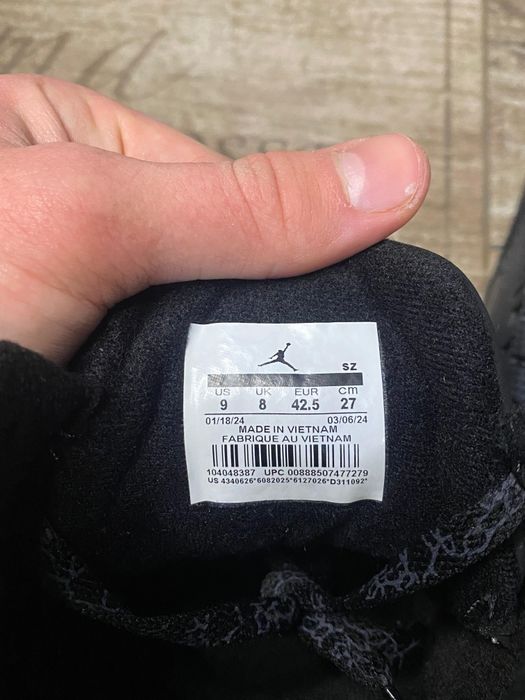 SZ
US UK EUR cm
9 8 42.5 27
01/18/24 03/06/24
MADE IN VIETNAM
FABRIQUE AU VIETNAM
104048387 UPC 00888507477279
US 4340626*6082025*6127026*D311092*